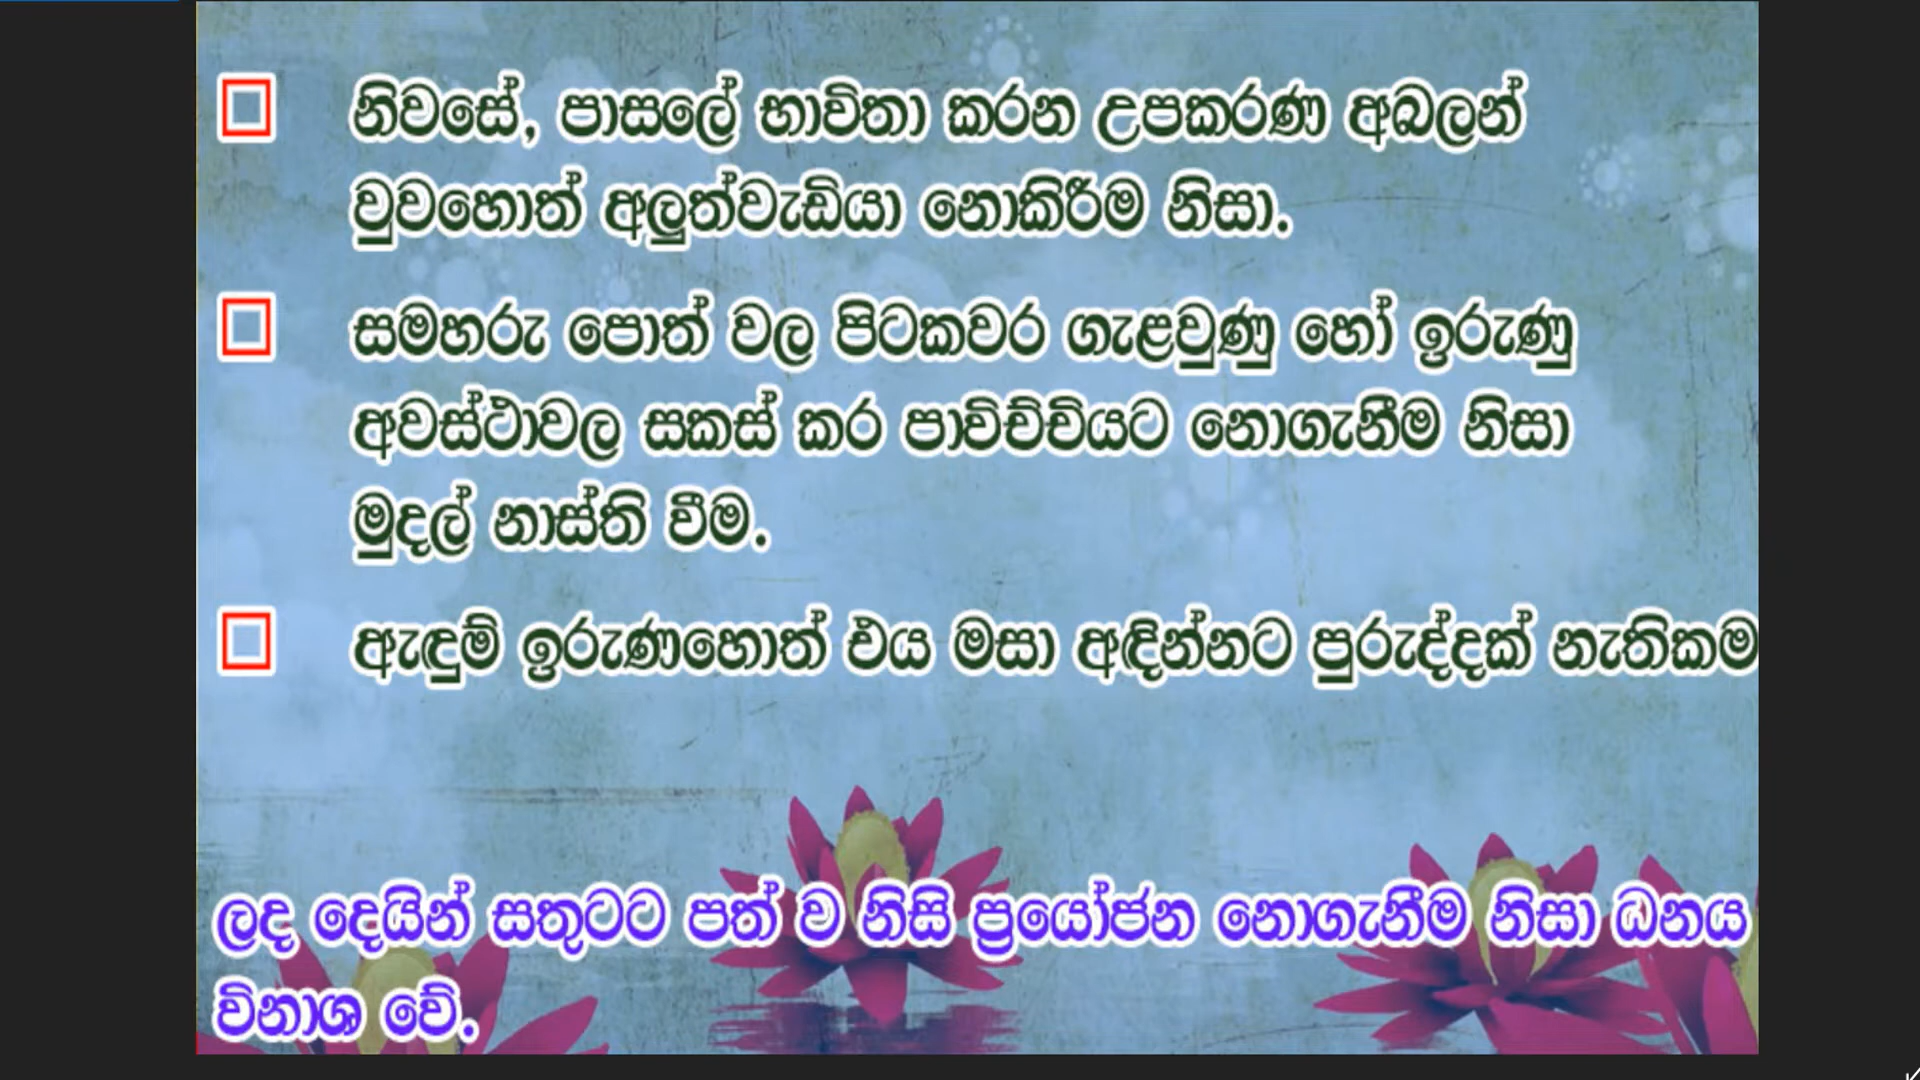 නිවසේ, පාසලේ භාවිතා කරන උපකරණ අබලන්
වුවහොත් අලුත්වැඩියා නොකිරීම නිසා.
සමහරු පොත් වල පිටකවර ගැළවුණු හෝ ඉරුණු
අවස්ථාවල සකස් කර පාවිච්චියට නොගැනීම නිසා
මුදල් නාස්ති වීම.
ඇඳුම් ඉරුණහොත් එය මසා අඳින්නට පුරුද්දක් නැතිකම
ලද දෙයින් සතුටට පත් ව නිසි ප්‍රයෝජන නොගැනීම නිසා ධනය
විනාශ වේ.